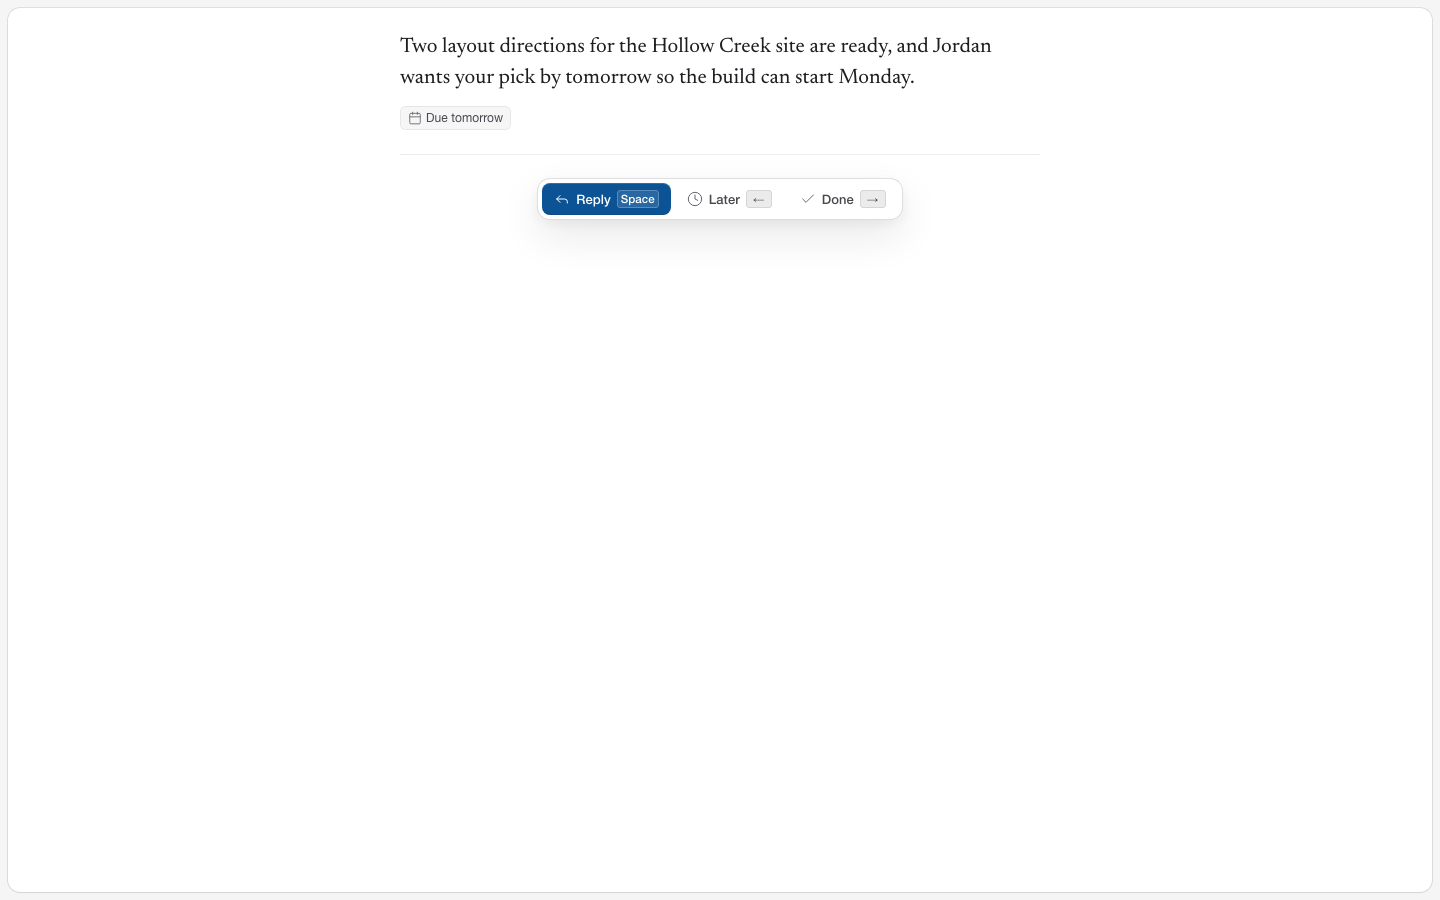 Two layout directions for the Hollow Creek site are ready, and Jordan
wants your pick by tomorrow so the build can start Monday.
Due tomorrow
Reply Space Later ← Done →